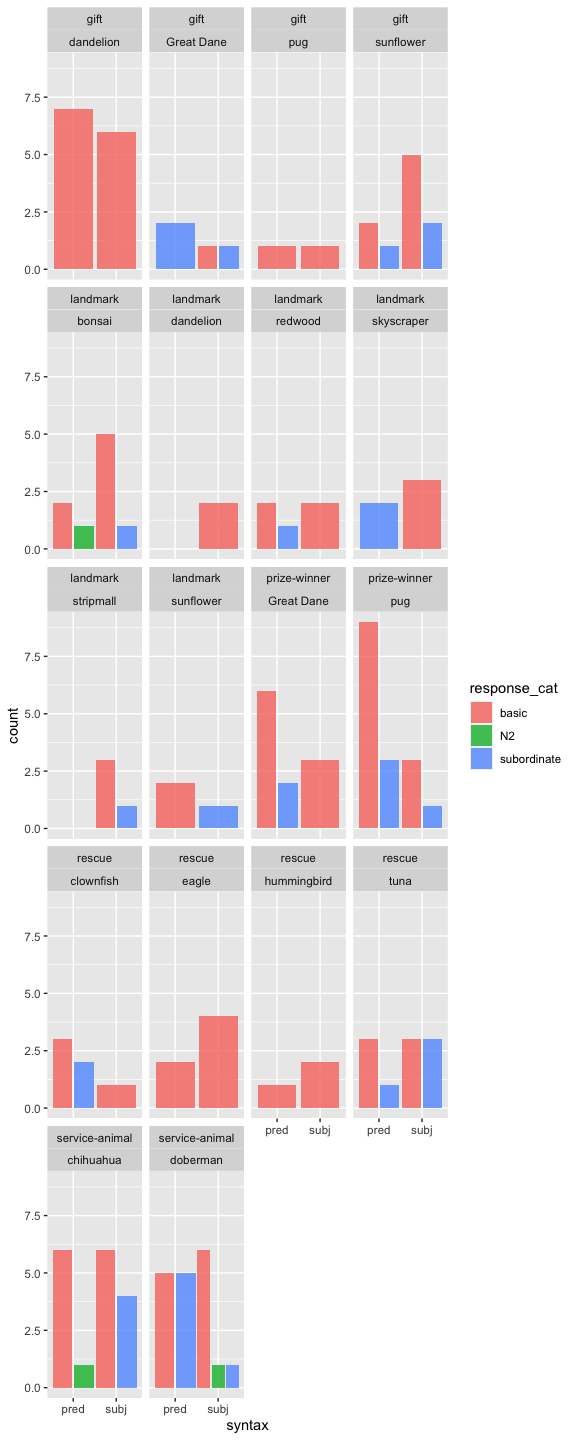 gift gift gift gift
dandelion Great Dane pug sunflower
7.5
5.0
2.5
0.0
landmark landmark landmark landmark
bonsai dandelion redwood skyscraper
7.5
5.0
2.5
0.0
landmark landmark prize-winner prize-winner
stripmall sunflower Great Dane pug
7.5
5.0
2.5
0.0
count
response_cat
basic
N2
subordinate
rescue rescue rescue rescue
clownfish eagle hummingbird tuna
7.5
5.0
2.5
0.0
pred subj pred subj
service-animal service-animal
chihuahua doberman
7.5
5.0
2.5
0.0
pred subj pred subj
syntax